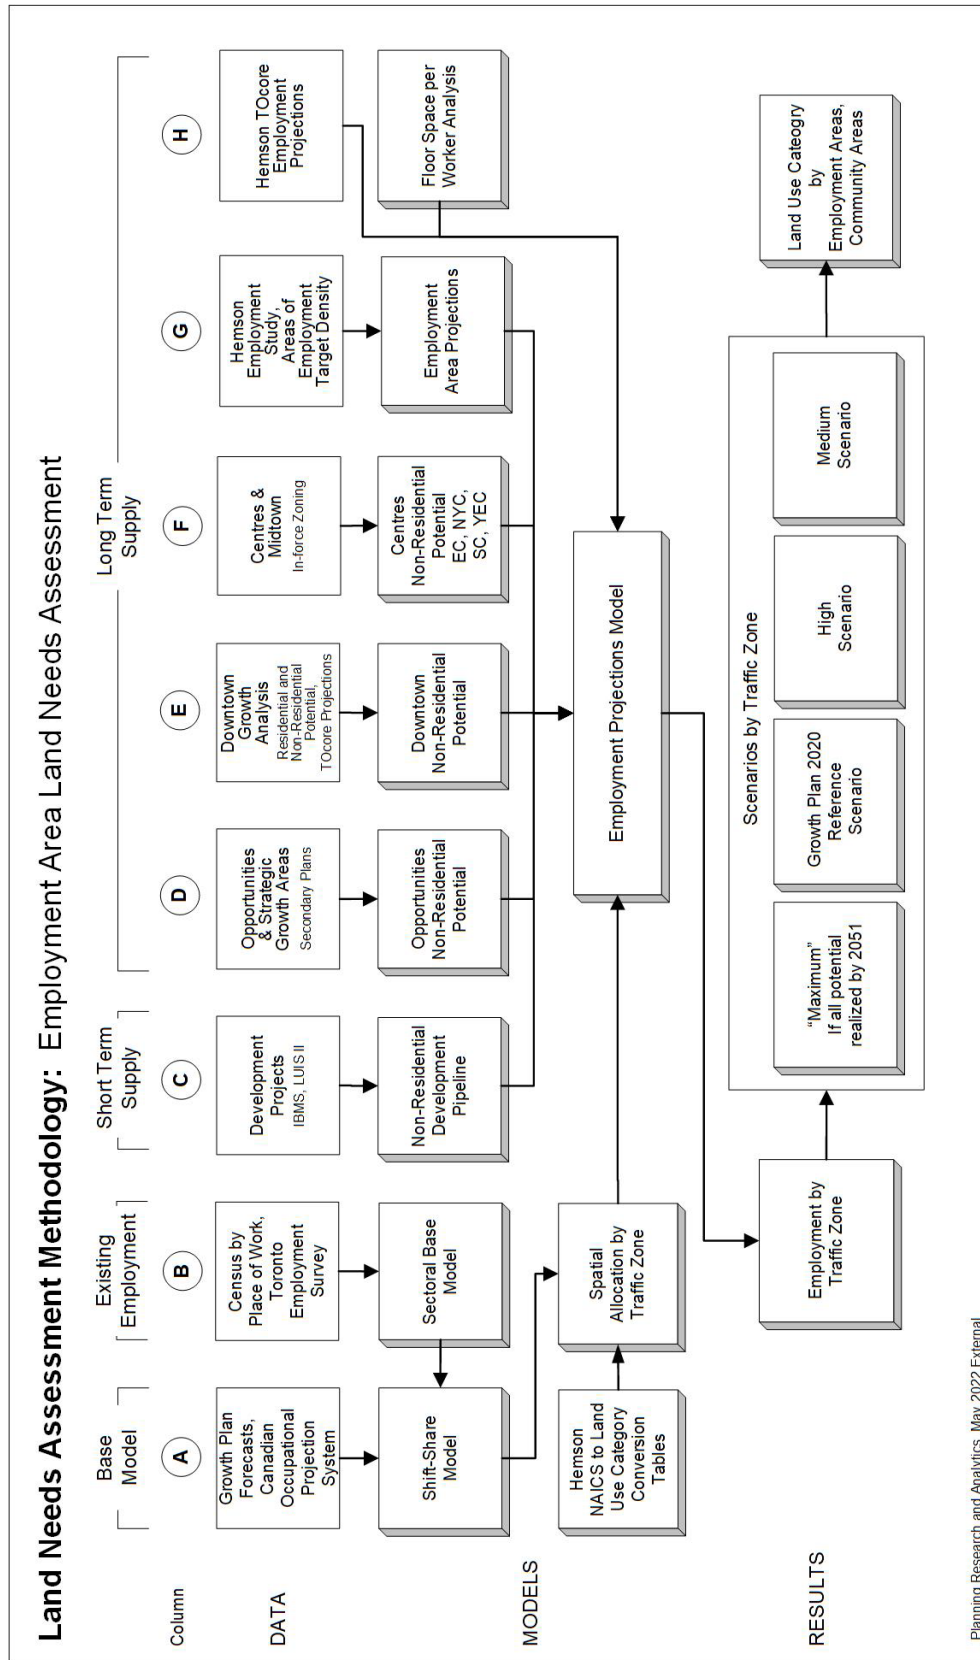 Land Needs Assessment Methodology: Employment Area Land Needs Assessment
Base
Model
Existing
Employment
Short Term
Supply
Long Term
Supply
Column
A
B
C
D
E
F
G
H
DATA
Growth Plan
Forecasts,
Canadian
Occupational
Projection
System
Census by
Place of Work,
Toronto
Employment
Survey
Development
Projects
IBMS, LUIS II
Opportunities
& Strategic
Growth Areas
Secondary Plans
Downtown
Growth
Analysis
Residential and
Non-Residential
Potential,
TOcore Projections
Centres &
Midtown
In-force Zoning
Hemson
Employment
Study,
Areas of
Employment
Target Density
Hemson TOcore
Employment
Projections
MODELS
Shift-Share
Model
Sectoral Base
Model
Non-Residential
Development
Pipeline
Opportunities
Non-Residential
Potential
Downtown
Non-Residential
Potential
Centres
Non-Residential
Potential
EC, NYC,
SC, YEC
Employment
Area Projections
Floor Space per
Worker Analysis
Hemson
NAICS to Land
Use Category
Conversion
Tables
Spatial
Allocation by
Traffic Zone
Employment Projections Model
RESULTS
Employment by
Traffic Zone
Scenarios by Traffic Zone
“Maximum”
If all potential
realized by 2051
Growth Plan 2020
Reference
Scenario
High
Scenario
Medium
Scenario
Land Use Cateogry
by
Employment Areas,
Community Areas
Planning Research and Analytics, May 2022 External